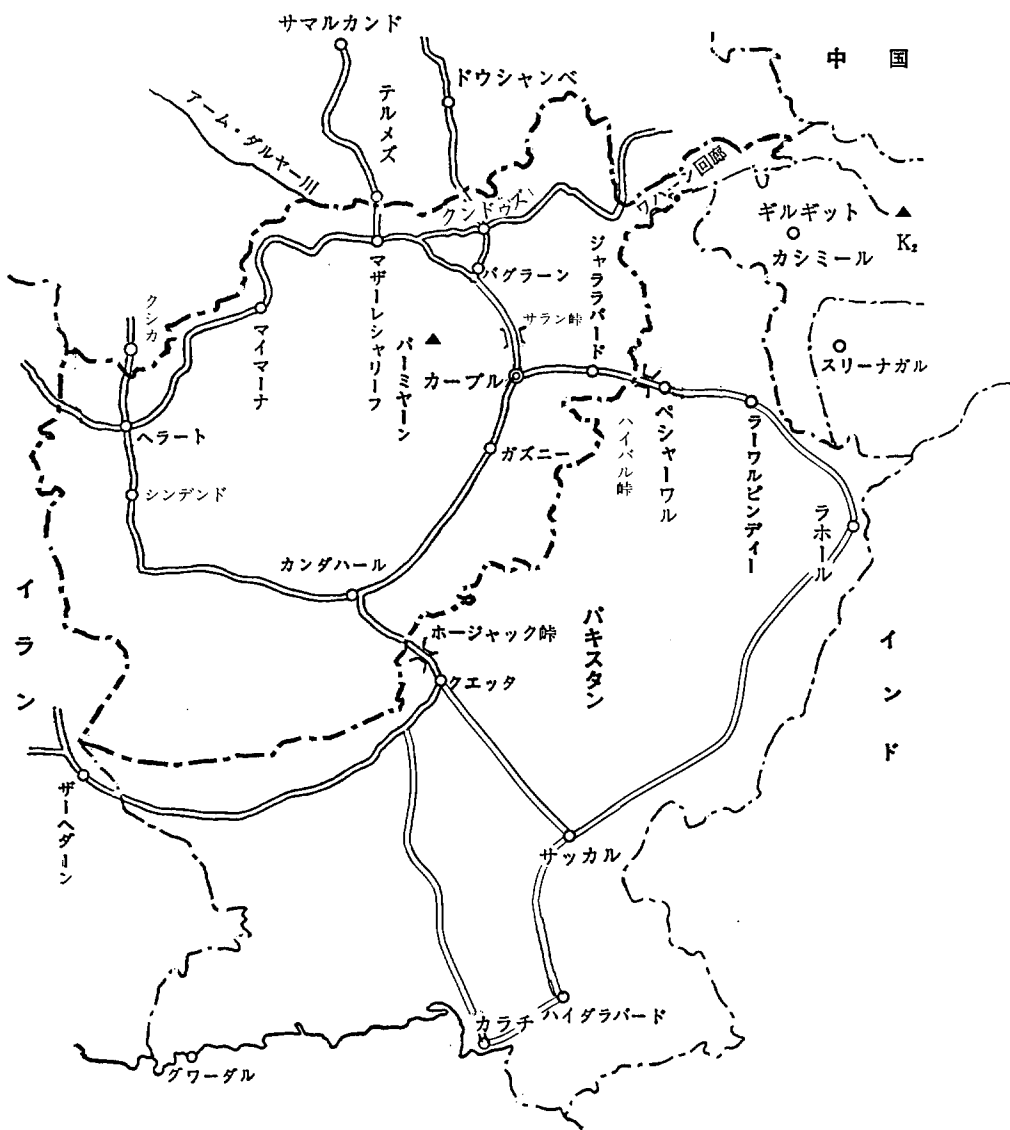 サマルカンド
中国
ドウシャンベ
テルメズ
アーム・ダルヤー川
ワハーン回廊
クンドゥズ
ギルギット
K₂
カシミール
ジャララバード
バグラーン
マザーレシャリーフ
クシカ
マイマーナ
サラン峠
バーミヤーン
カーブル
スリーナガル
ヘラート
ハイバル峠
ペシャーワル
ラーワルピンディー
ガズニー
シンデンド
ラホール
カンダハール
イラン
パキスタン
ホージャック峠
インド
クエッタ
ザーヘダーン
サッカル
カラチ
ハイダラバード
グワーダル